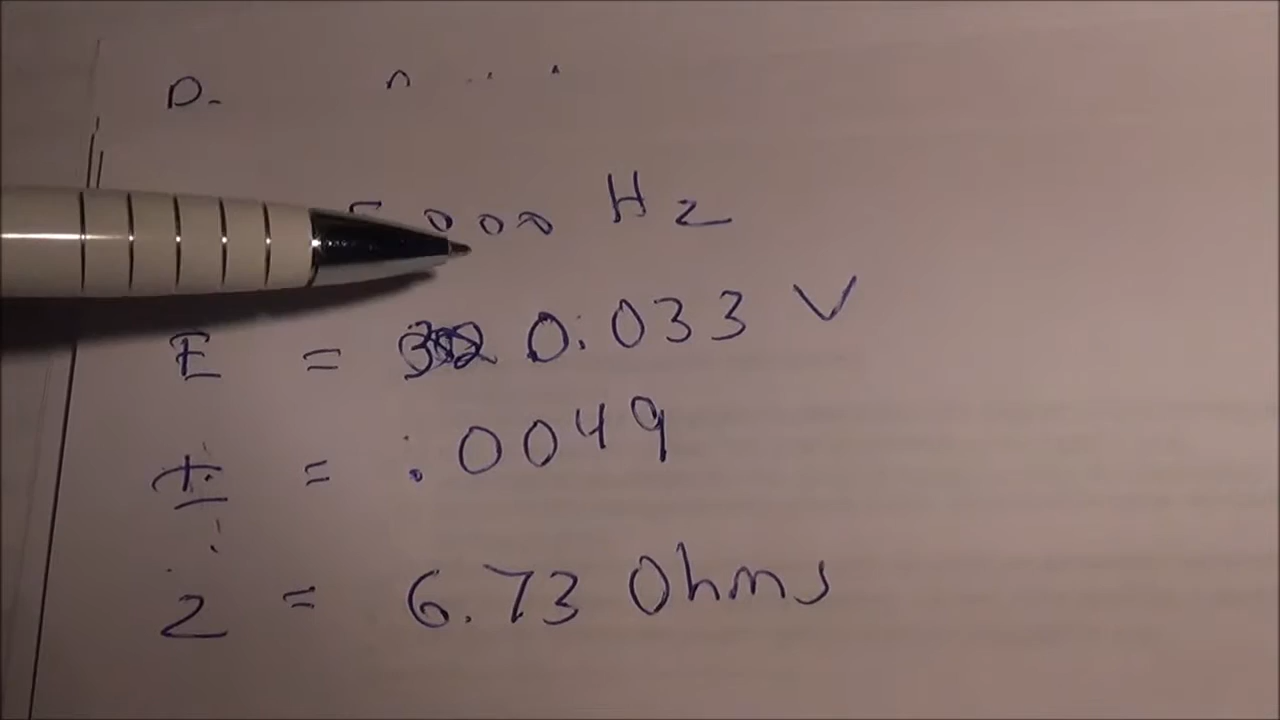 5000 Hz
E = 0.033 V
I = .0049
Z = 6.73 Ohms